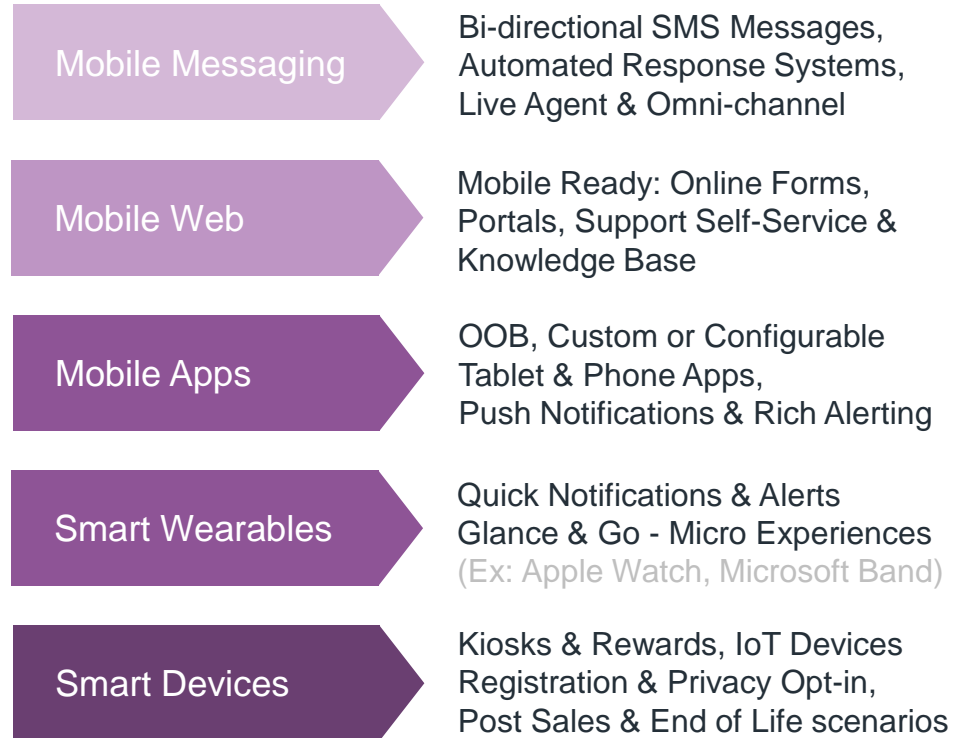 Mobile Messaging
Bi-directional SMS Messages,
Automated Response Systems,
Live Agent & Omni-channel
Mobile Web
Mobile Ready: Online Forms,
Portals, Support Self-Service &
Knowledge Base
Mobile Apps
OOB, Custom or Configurable
Tablet & Phone Apps,
Push Notifications & Rich Alerting
Smart Wearables
Quick Notifications & Alerts
Glance & Go - Micro Experiences
(Ex: Apple Watch, Microsoft Band)
Smart Devices
Kiosks & Rewards, IoT Devices
Registration & Privacy Opt-in,
Post Sales & End of Life scenarios